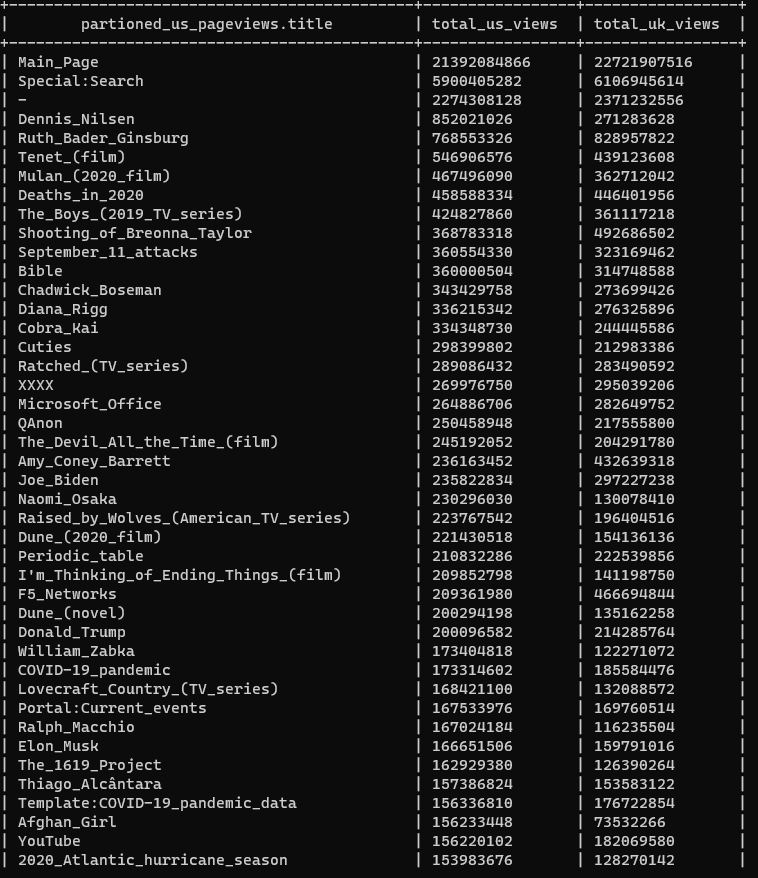 partioned_us_pageviews.title | total_us_views | total_uk_views
Main_Page | 21392084866 | 22721907516
Special:Search | 5900405282 | 6106945614
- | 2274308128 | 2371232556
Dennis_Nilsen | 852021026 | 271283628
Ruth_Bader_Ginsburg | 768553326 | 828957822
Tenet_(film) | 546906576 | 439123608
Mulan_(2020_film) | 467496090 | 362712042
Deaths_in_2020 | 458588334 | 446401956
The_Boys_(2019_TV_series) | 424827860 | 361117218
Shooting_of_Breonna_Taylor | 368783318 | 492686502
September_11_attacks | 360554330 | 323169462
Bible | 360000504 | 314748588
Chadwick_Boseman | 343429758 | 273699426
Diana_Rigg | 336215342 | 276325896
Cobra_Kai | 334348730 | 244445586
Cuties | 298399802 | 212983386
Ratched_(TV_series) | 289086432 | 283490592
XXXX | 269976750 | 295039206
Microsoft_Office | 264886706 | 282649752
QAnon | 250458948 | 217555800
The_Devil_All_the_Time_(film) | 245192052 | 204291780
Amy_Coney_Barrett | 236163452 | 432639318
Joe_Biden | 235822834 | 297227238
Naomi_Osaka | 230296030 | 130078410
Raised_by_Wolves_(American_TV_series) | 223767542 | 196404516
Dune_(2020_film) | 221430518 | 154136136
Periodic_table | 210832286 | 222539856
I'm_Thinking_of_Ending_Things_(film) | 209852798 | 141198750
F5_Networks | 209361980 | 466694844
Dune_(novel) | 200294198 | 135162258
Donald_Trump | 200096582 | 214285764
William_Zabka | 173404818 | 122271072
COVID-19_pandemic | 173314602 | 185584476
Lovecraft_Country_(TV_series) | 168421100 | 132088572
Portal:Current_events | 167533976 | 169760514
Ralph_Macchio | 167024184 | 116235504
Elon_Musk | 166651506 | 159791016
The_1619_Project | 162929380 | 126390264
Thiago_Alcântara | 157386824 | 153583122
Template:COVID-19_pandemic_data | 156336810 | 176722854
Afghan_Girl | 156233448 | 73532266
YouTube | 156220102 | 182069580
2020_Atlantic_hurricane_season | 153983676 | 128270142